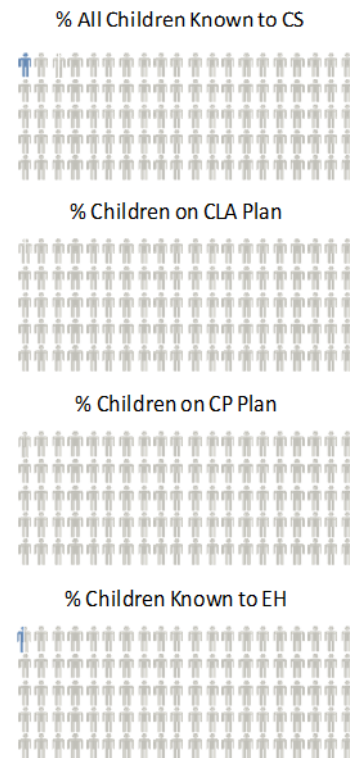 % All Children Known to CS
% Children on CLA Plan
% Children on CP Plan
% Children Known to EH